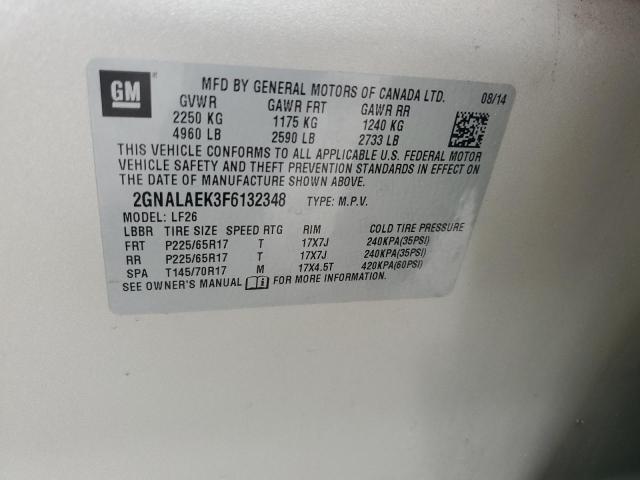 GM
MFD BY GENERAL MOTORS OF CANADA LTD. 08/14
GVWR GAWR FRT GAWR RR
2250 KG 1175 KG 1240 KG
4960 LB 2590 LB 2733 LB
THIS VEHICLE CONFORMS TO ALL APPLICABLE U.S. FEDERAL MOTOR
VEHICLE SAFETY AND THEFT PREVENTION STANDARDS IN EFFECT ON
THE DATE OF MANUFACTURE SHOWN ABOVE.
2GNALAEK3F6132348 TYPE: M.P.V.
MODEL: LF26
LBBR TIRE SIZE SPEED RTG RIM COLD TIRE PRESSURE
FRT P225/65R17 T 17X7J 240KPA(35PSI)
RR P225/65R17 T 17X7J 240KPA(35PSI)
SPA T145/70R17 M 17X4.5T 420KPA(60PSI)
SEE OWNER'S MANUAL FOR MORE INFORMATION.